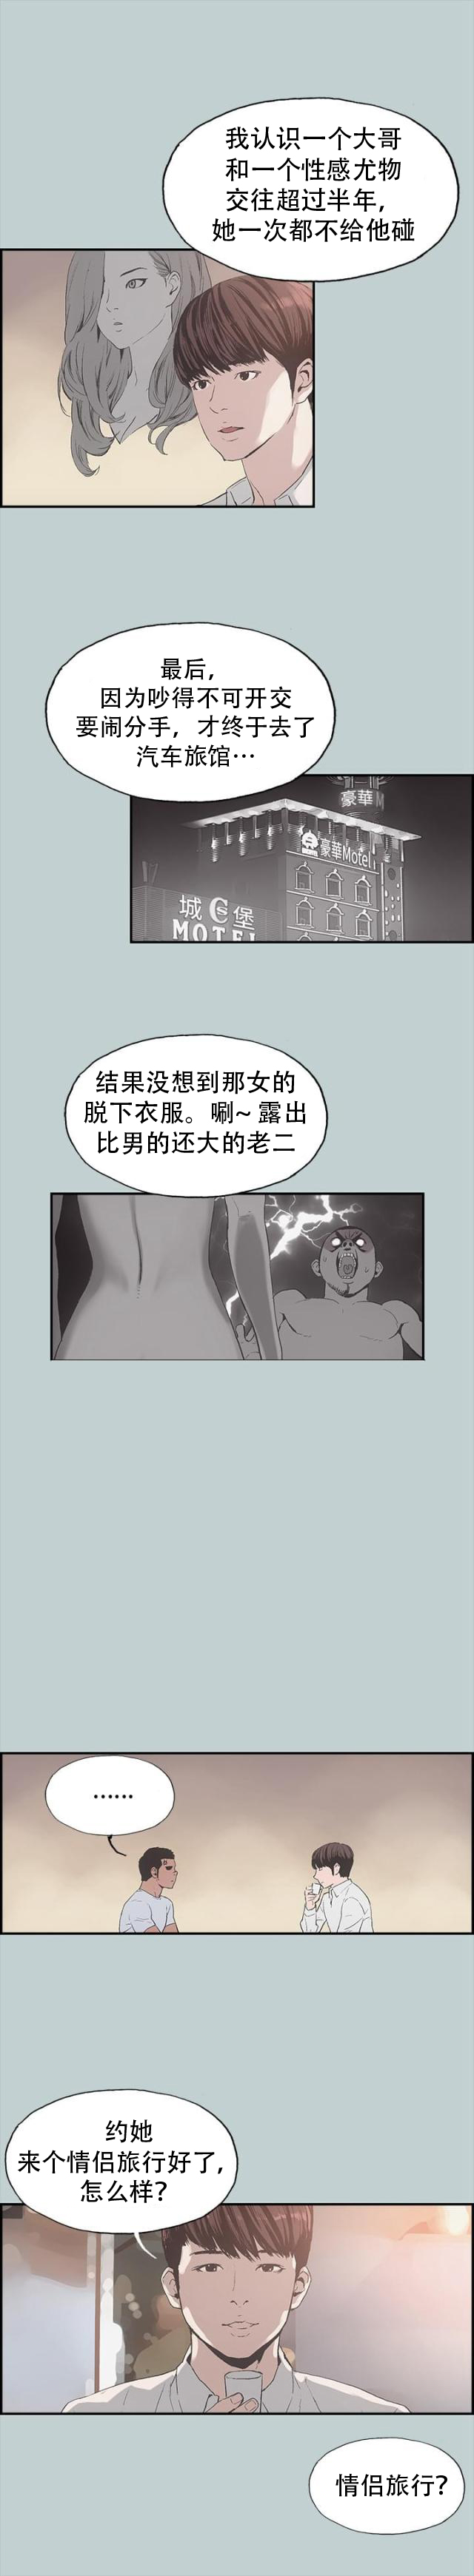 我认识一个大哥
和一个性感尤物
交往超过半年，
她一次都不给他碰
最后，
因为吵得不可开交
要闹分手，才终于去了
汽车旅馆…
豪華M
豪華Motel
城C堡
MOTEL
结果没想到那女的
脱下衣服。唰~露出
比男的还大的老二
……
约她
来个情侣旅行好了，
怎么样？
情侣旅行？